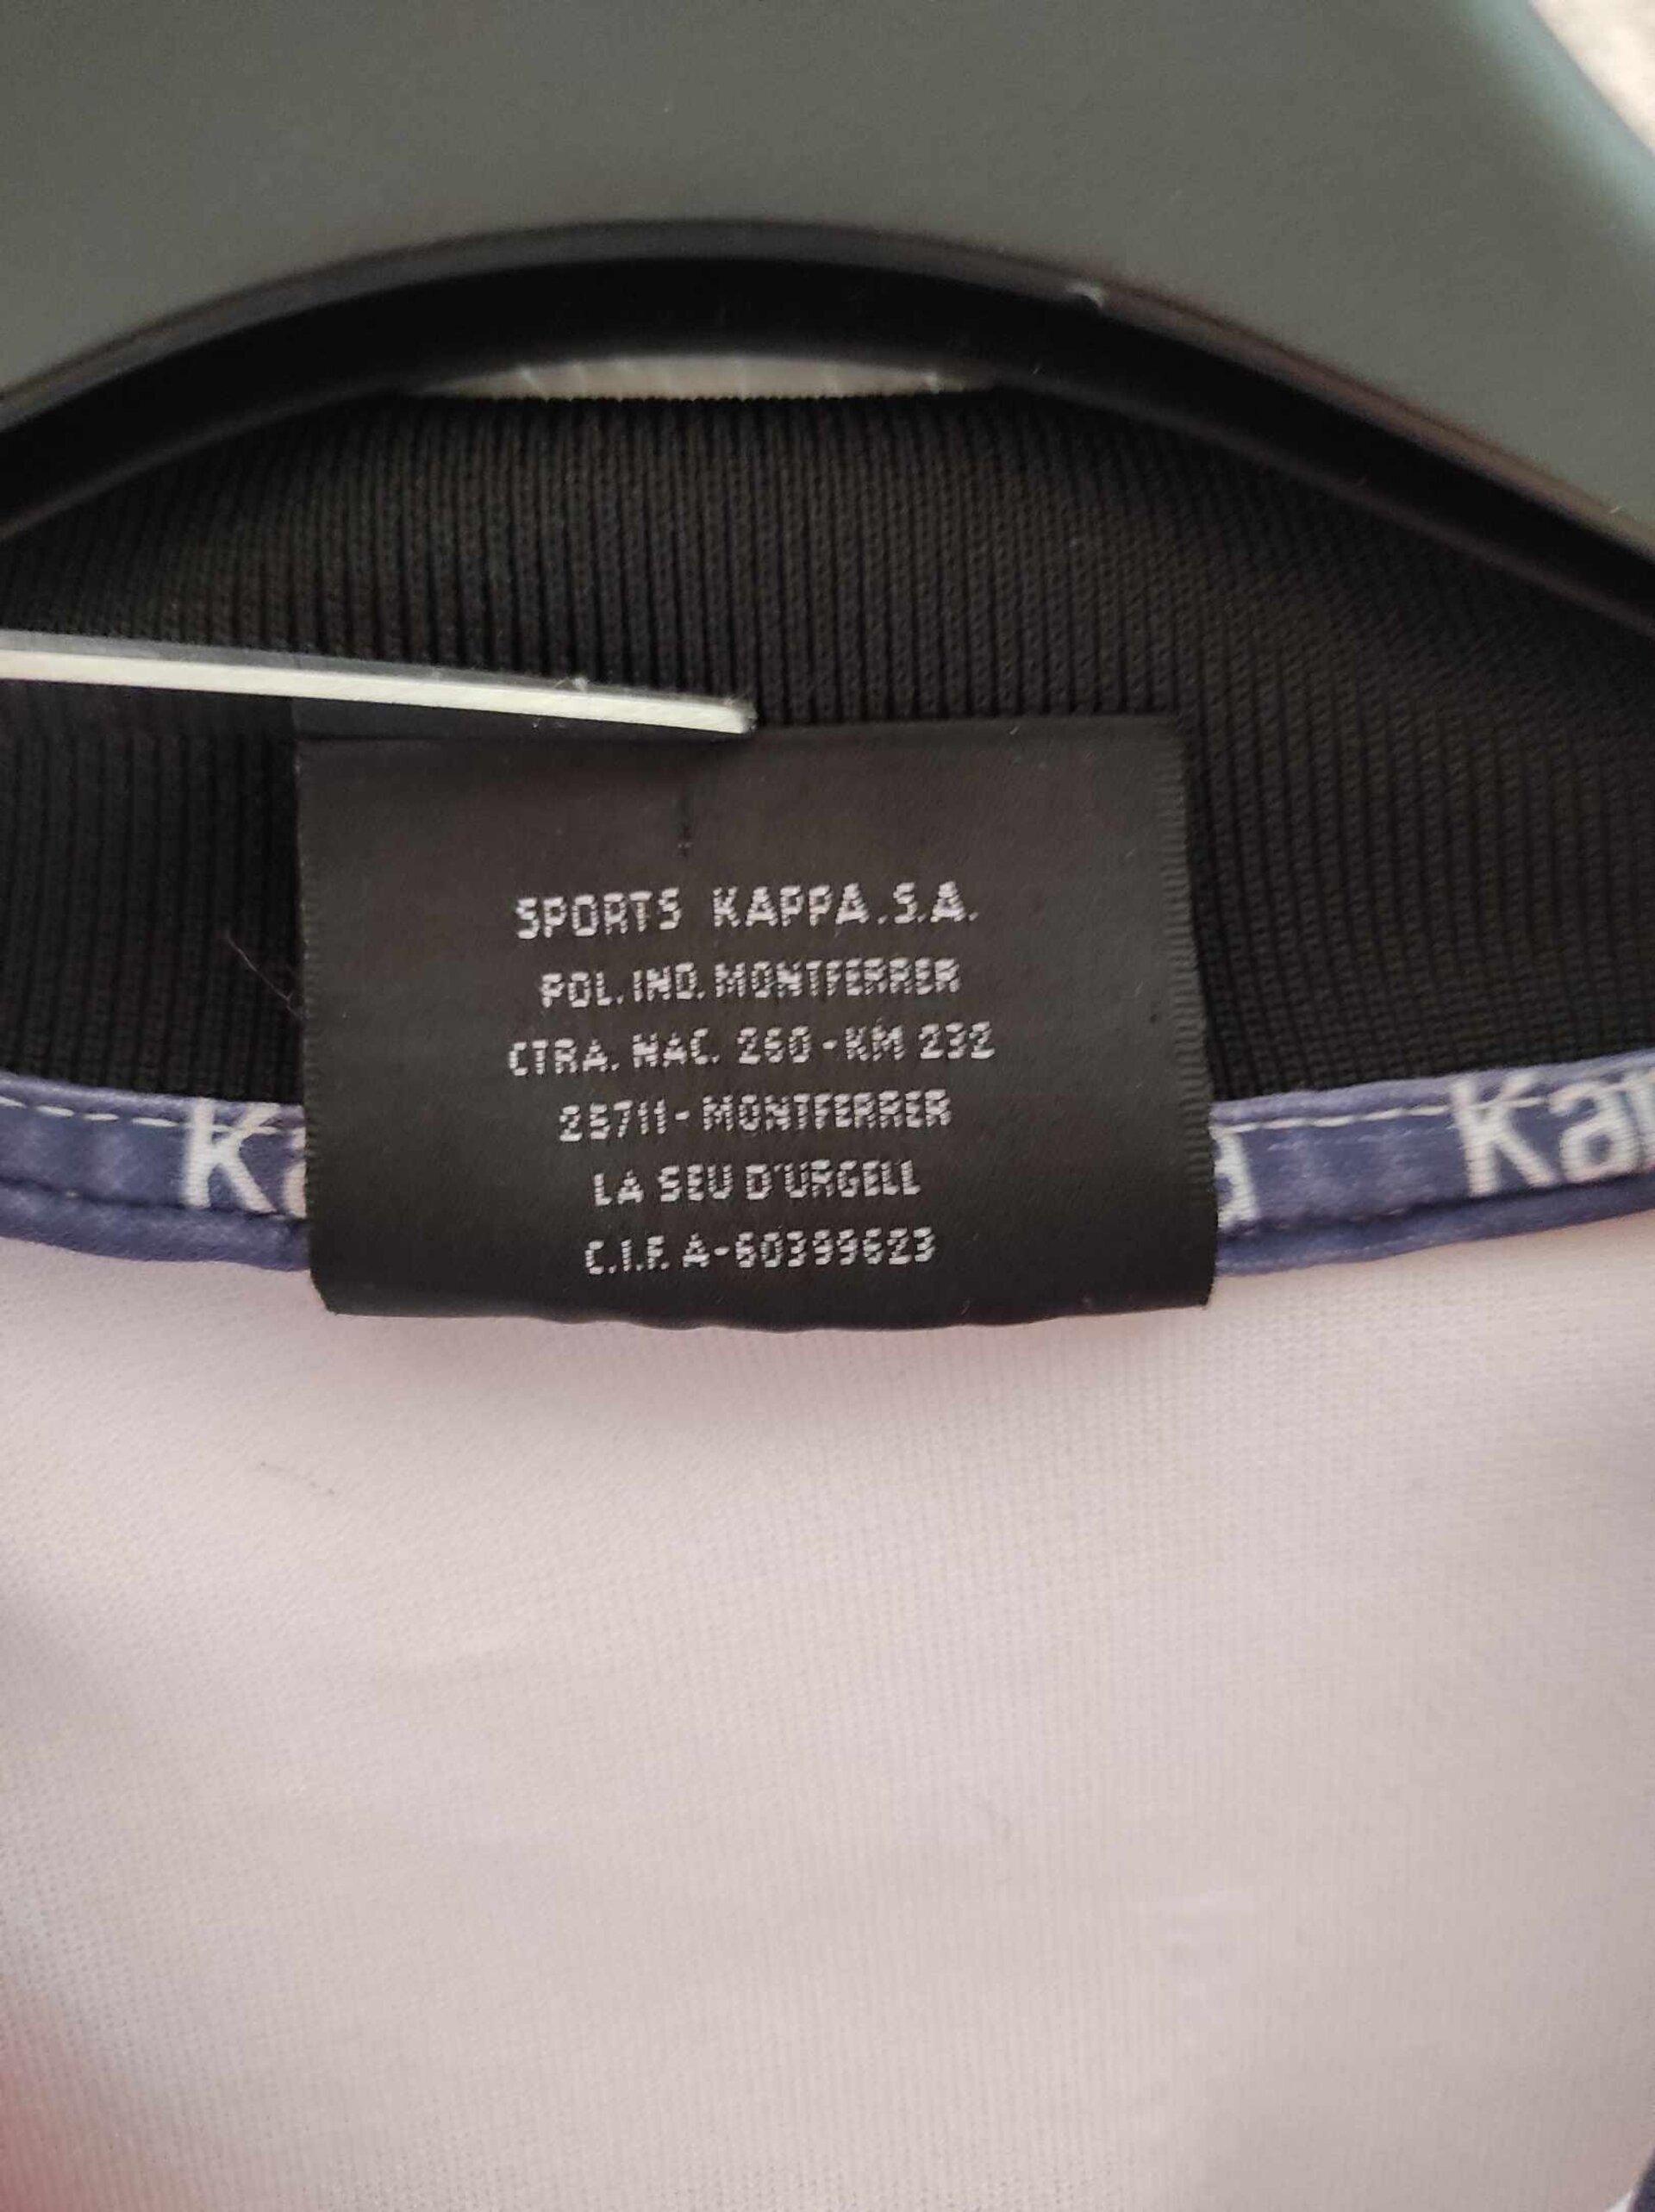 SPORTS KAPPA.S.A.
POL.IND. MONTFERRER
CTRA. NAC. 260-KM 232
25711- MONTFERRER
LA SEU D'URGELL
C.I.F. A-60399623